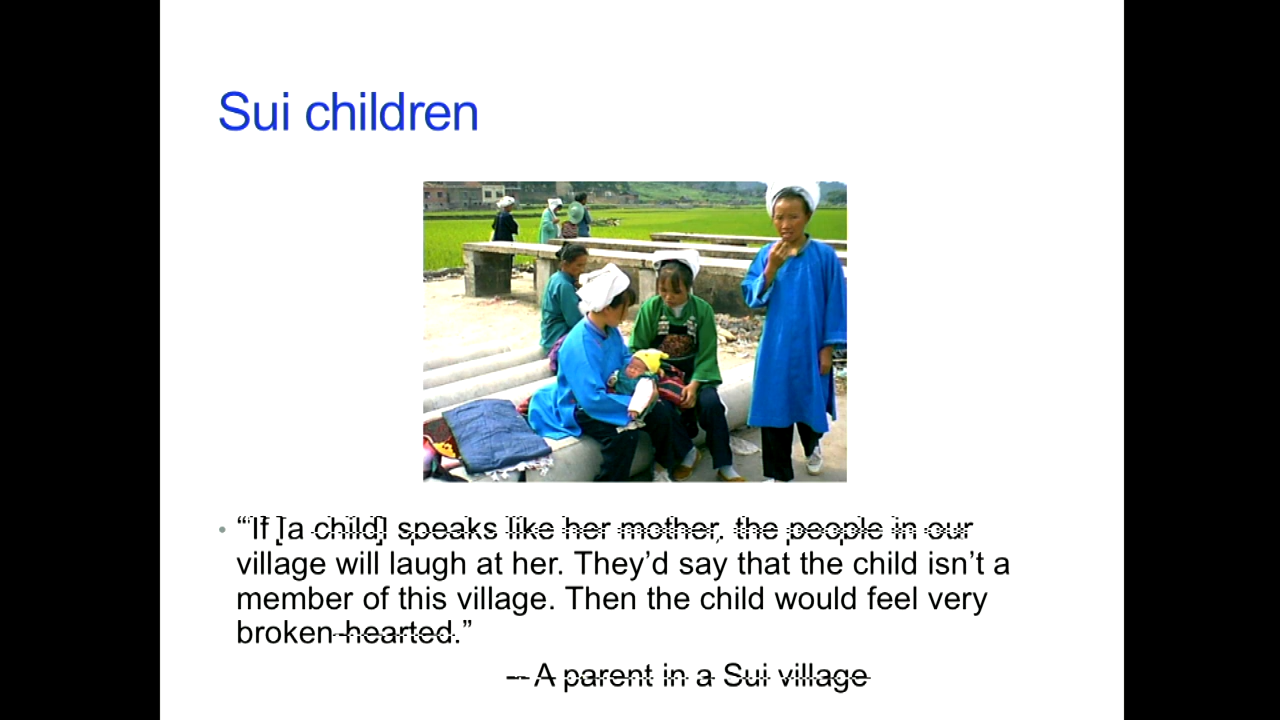 Sui children
• “If [a child] speaks like her mother, the people in our
village will laugh at her. They’d say that the child isn’t a
member of this village. Then the child would feel very
broken-hearted.”
-- A parent in a Sui village